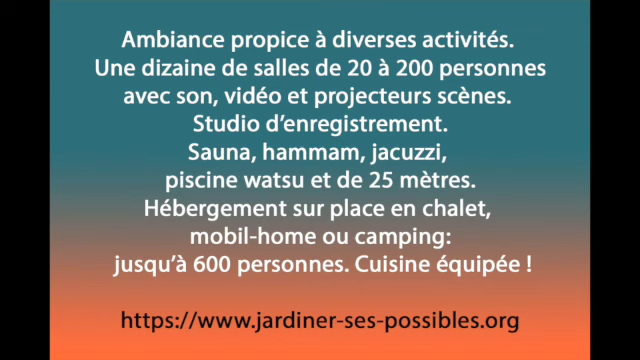 Ambiance propice à diverses activités.
Une dizaine de salles de 20 à 200 personnes
avec son, vidéo et projecteurs scènes.
Studio d’enregistrement.
Sauna, hammam, jacuzzi,
piscine watsu et de 25 mètres.
Hébergement sur place en chalet,
mobil-home ou camping:
jusqu’à 600 personnes. Cuisine équipée !
https://www.jardiner-ses-possibles.org